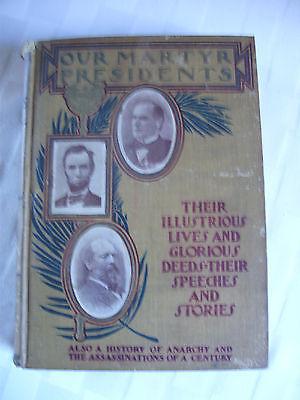 OUR MARTYR
PRESIDENTS
THEIR
ILLUSTRIOUS
LIVES AND
GLORIOUS
DEEDS-THEIR
SPEECHES
AND
STORIES
ALSO A HISTORY OF ANARCHY AND
THE ASSASSINATIONS OF A CENTURY